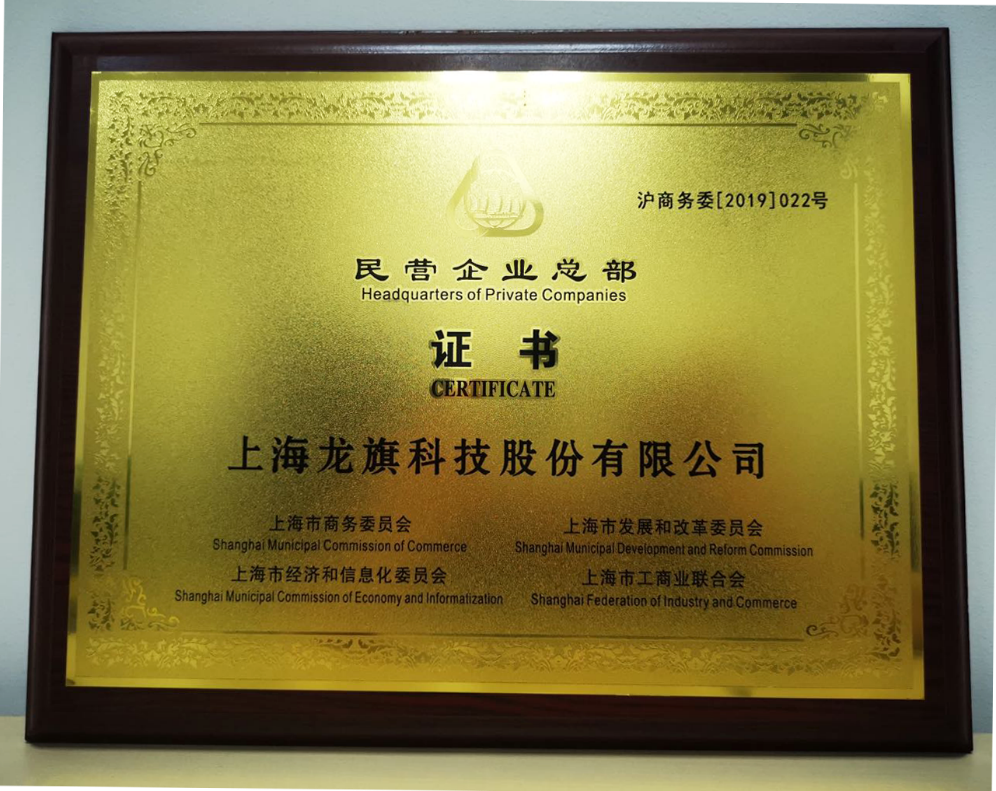 沪商务委[2019]022号
民营企业总部
Headquarters of Private Companies
证 书
CERTIFICATE
上海龙旗科技股份有限公司
上海市商务委员会
Shanghai Municipal Commission of Commerce
上海市发展和改革委员会
Shanghai Municipal Development and Reform Commission
上海市经济和信息化委员会
Shanghai Municipal Commission of Economy and Informatization
上海市工商业联合会
Shanghai Federation of Industry and Commerce